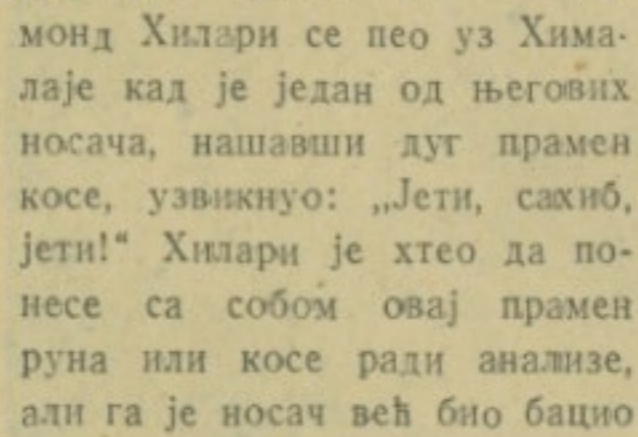 монд Хилари се пео уз Хима-
лаје кад је један од његових
носача, нашавши дуг прамен
косе, узвикнуо: „Јети, сахиб,
јети!“ Хилари је хтео да по-
несе са собом овај прамен
руна или косе ради анализе,
али га је носач већ био бацио